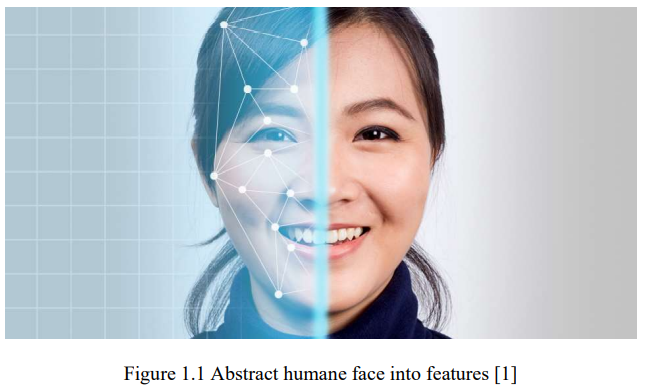 Figure 1.1 Abstract humane face into features [1]